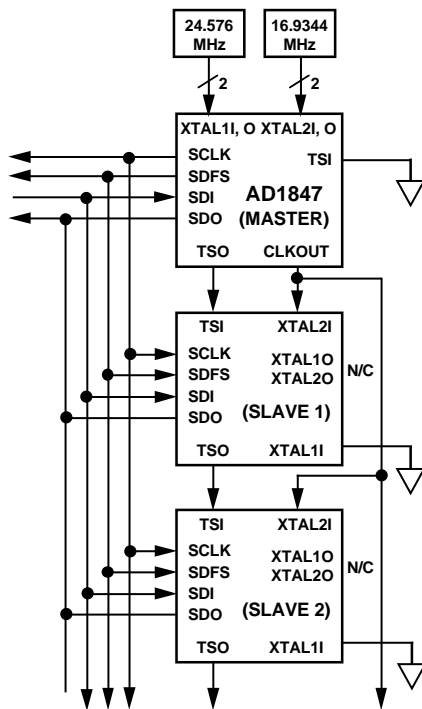 24.576
MHz
16.9344
MHz
2
2
XTAL1I, O XTAL2I, O
SCLK
TSI
SDFS
AD1847
SDI
(MASTER)
SDO
TSO
CLKOUT
TSI
XTAL2I
SCLK
XTAL1O
N/C
SDFS
XTAL2O
SDI
(SLAVE 1)
SDO
TSO
XTAL1I
TSI
XTAL2I
SCLK
XTAL1O
N/C
SDFS
XTAL2O
SDI
(SLAVE 2)
SDO
TSO
XTAL1I